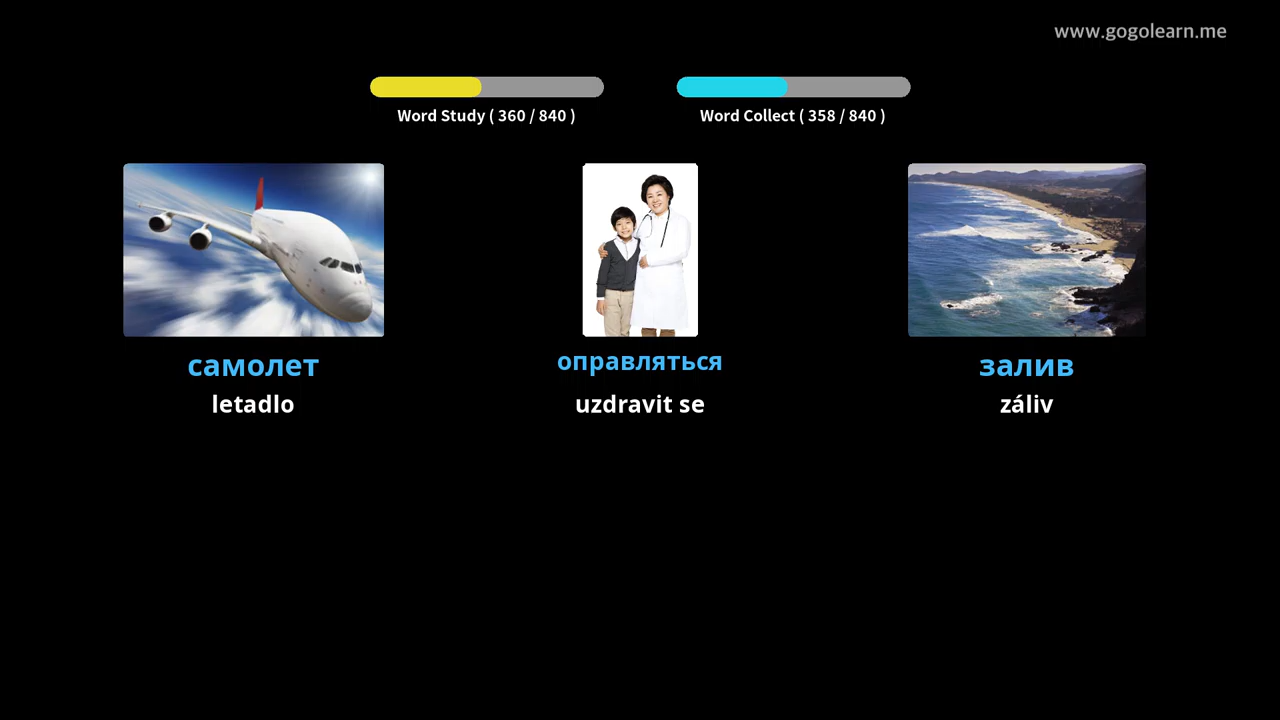 www.gogolearn.me
Word Study ( 360 / 840 )
Word Collect ( 358 / 840 )
самолет
letadlo
оправляться
uzdravit se
залив
záliv